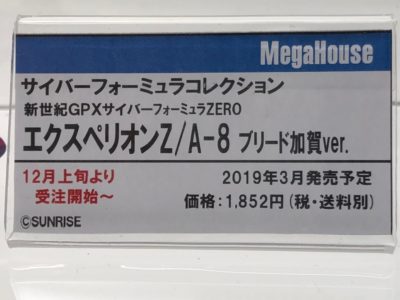 MegaHouse
サイバーフォーミュラコレクション
新世紀GPXサイバーフォーミュラZERO
エクスペリオンZ/A-8 ブリード加賀ver.
12月上旬より
受注開始～
2019年3月発売予定
価格:1,852円(税・送料別)
©SUNRISE